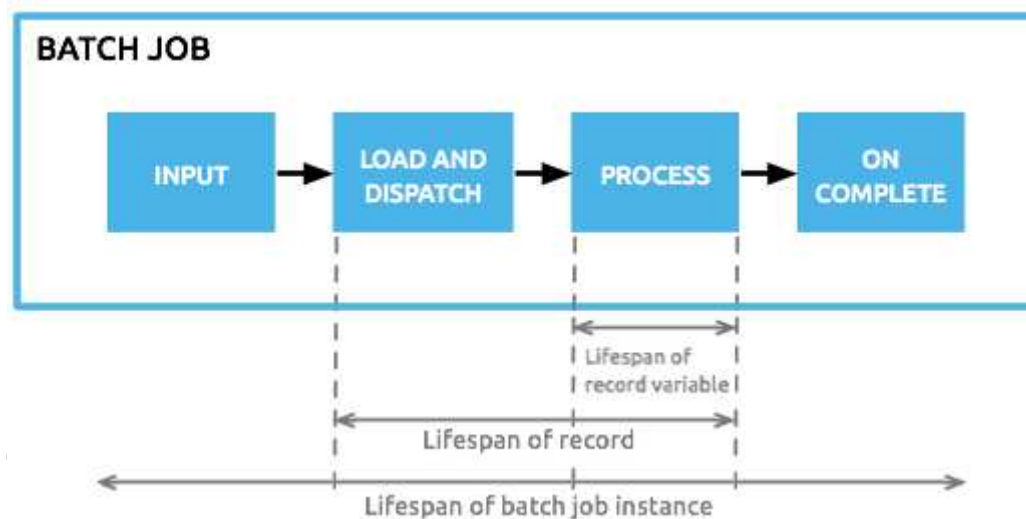 BATCH JOB
INPUT
LOAD AND
DISPATCH
PROCESS
ON
COMPLETE
Lifespan of
record variable
Lifespan of record
Lifespan of batch job instance